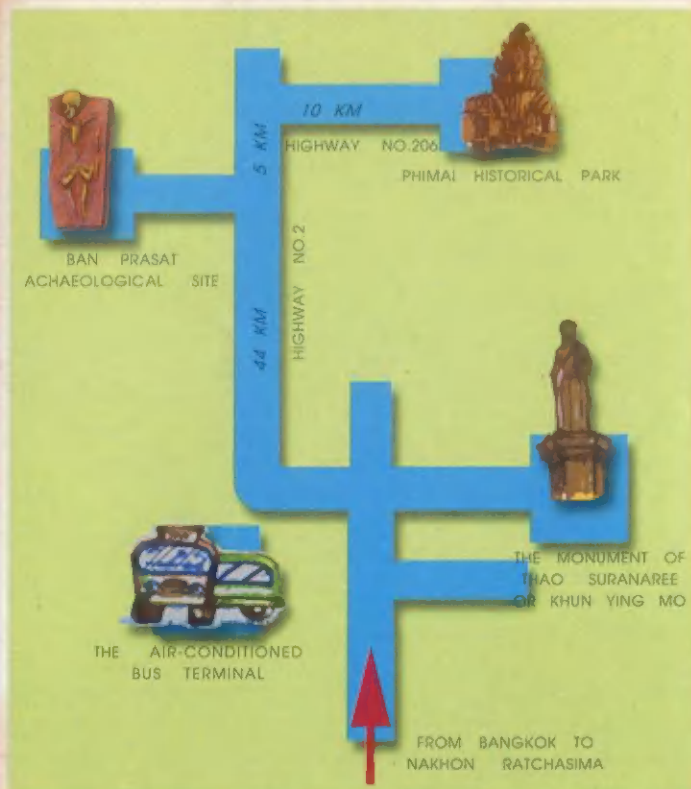 10 KM
HIGHWAY NO.206
PHIMAI HISTORICAL PARK
5 KM
BAN PRASAT
ACHAEOLOGICAL SITE
HIGHWAY NO.2
44 KM
THE MONUMENT OF
THAO SURANAREE
OR KHUN YING MO
THE AIR-CONDITIONED
BUS TERMINAL
FROM BANGKOK TO
NAKHON RATCHASIMA